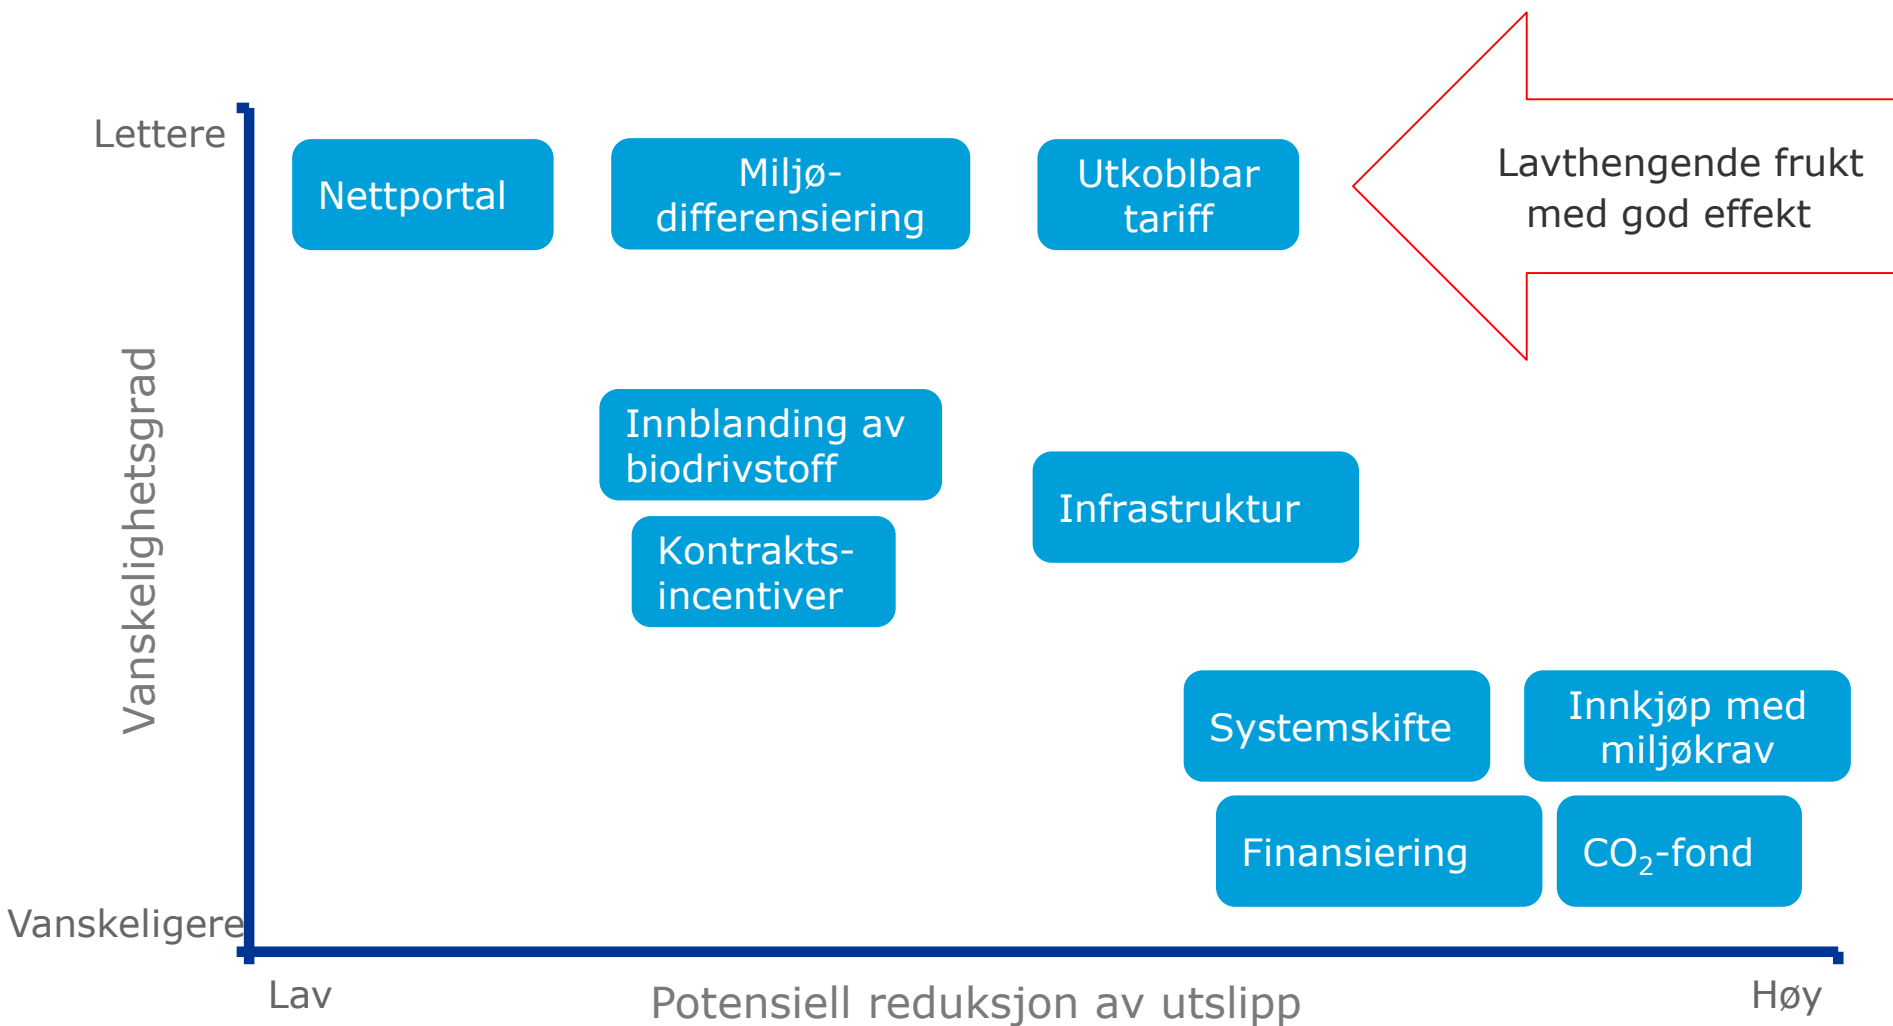 Lettere
Nettportal
Miljø-
differensiering
Utkoblbar
tariff
Lavthengende frukt
med god effekt
Vanskelighetsgrad
Innblanding av
biodrivstoff
Infrastruktur
Kontrakts-
incentiver
Systemskifte
Innkjøp med
miljøkrav
Finansiering
CO₂-fond
Vanskeligere
Lav
Potensiell reduksjon av utslipp
Høy